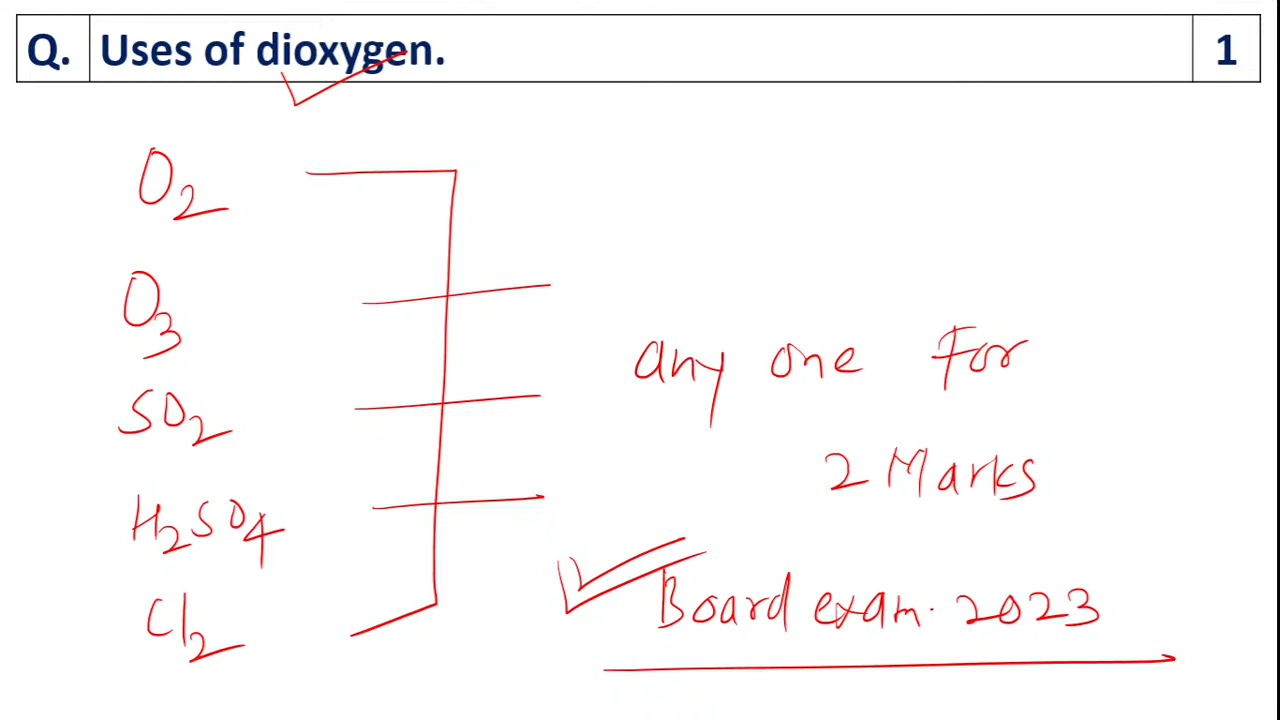 Q. Uses of dioxygen. 1
O2
O3
SO2
H2SO4
Cl2
any one For
2 Marks
Board exam. 2023